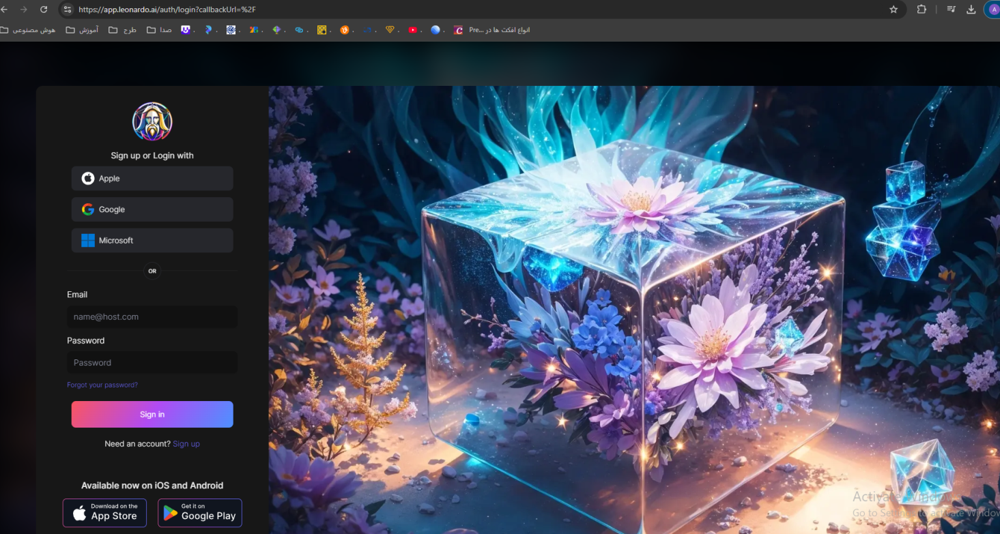 https://app.leonardo.ai/auth/login?callbackUrl=%2F
A
هوش مصنوعی
آموزش
طرح
صدا
انواع افکت ها در ...Pre
Sign up or Login with
Apple
Google
Microsoft
OR
Email
name@host.com
Password
Password
Forgot your password?
Sign in
Need an account? Sign up
Available now on iOS and Android
Download on the
App Store
Get it on
Google Play
Activate Windows
Go to Settings to activate Windows